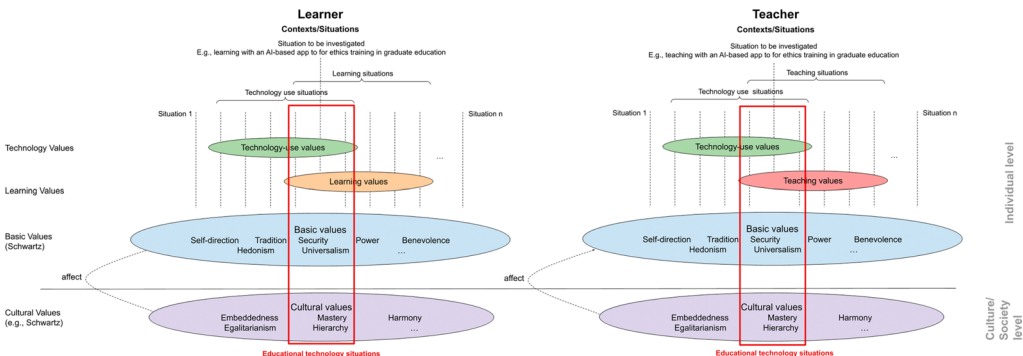 Learner
Contexts/Situations
Situation to be investigated
E.g., learning with an AI-based app to for ethics training in graduate education
Learning situations
Technology use situations
Situation 1
Situation n
Technology Values
Technology-use values
...
Learning values
Learning Values
Basic Values
(Schwartz)
Basic values
Self-direction Tradition Security Power Benevolence
Hedonism Universalism ...
affect
Cultural Values
(e.g., Schwartz)
Cultural values
Embeddedness Mastery Harmony
Egalitarianism Hierarchy ...
Educational technology situations
Teacher
Contexts/Situations
Situation to be investigated
E.g., teaching with an AI-based app to for ethics training in graduate education
Teaching situations
Technology use situations
Situation 1
Situation n
Technology-use values
...
Teaching values
Basic values
Self-direction Tradition Security Power Benevolence
Hedonism Universalism ...
affect
Cultural values
Embeddedness Mastery Harmony
Egalitarianism Hierarchy ...
Educational technology situations
Individual level
Culture/
Society
level